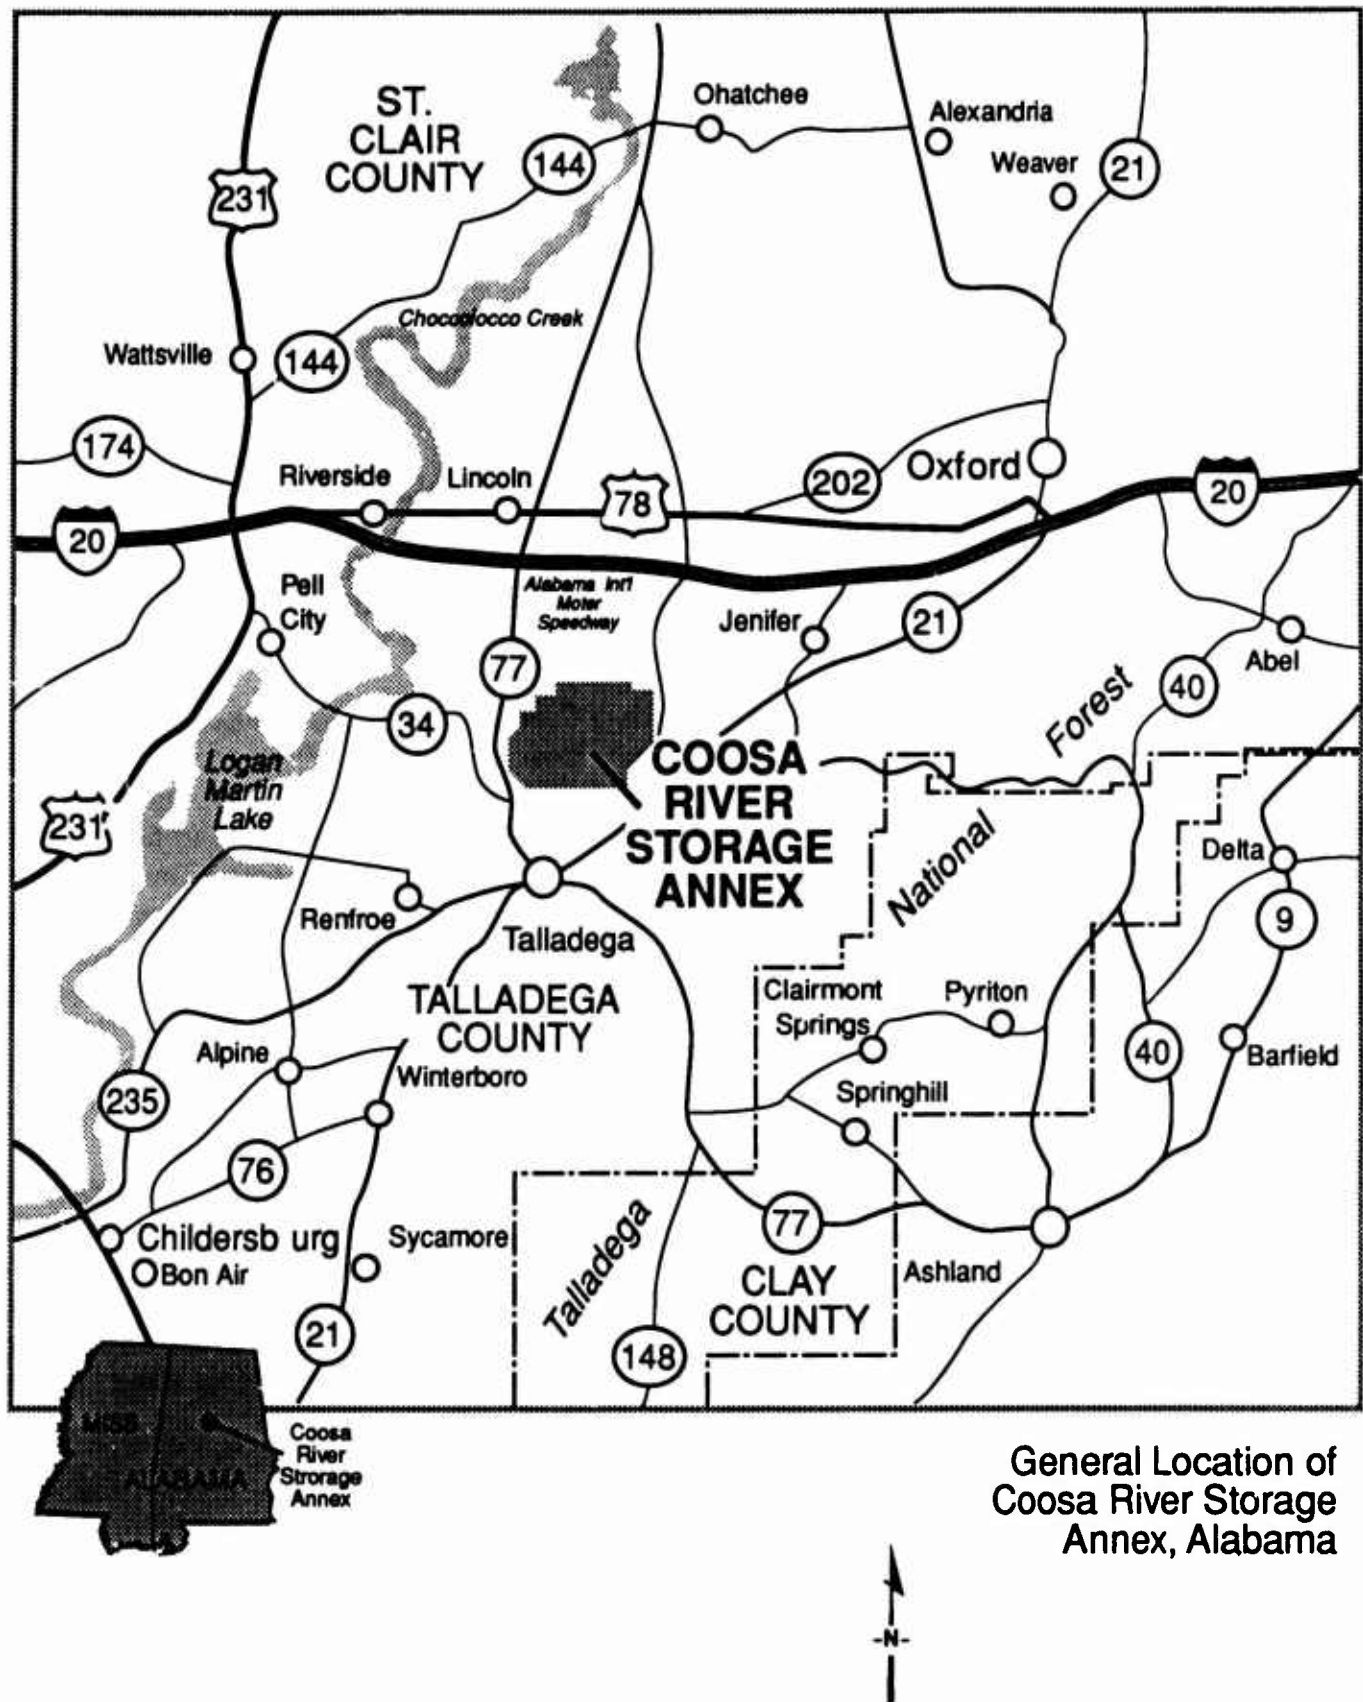 Ohatchee
ST.
CLAIR
COUNTY
Alexandria
144
Weaver
21
231
Chocoolocco Creek
Wattsville
144
174
Riverside
Lincoln
78
202
Oxford
20
20
Pell
City
Alabama Int'l
Moter
Speedway
Jenifer
21
77
Abel
40
34
Forest
Logan
Martin
Lake
COOSA
RIVER
STORAGE
ANNEX
231
National
Delta
Renfroe
9
Talladega
TALLADEGA
COUNTY
Clairmont
Springs
Pyriton
Alpine
Winterboro
40
Barfield
235
Springhill
76
Talladega
77
Childersb urg
Sycamore
Bon Air
Ashland
CLAY
COUNTY
21
148
MISS
ALABAMA
Coosa
River
Strorage
Annex
General Location of
Coosa River Storage
Annex, Alabama
-N-